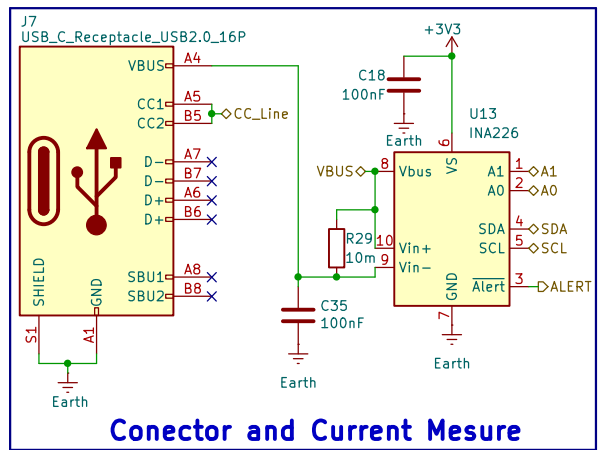 J7
USB_C_Receptacle_USB2.0_16P
VBUS A4
CC1 A5
CC2 B5
CC_Line
D- A7
D- B7
D+ A6
D+ B6
SBU1 A8
SBU2 B8
SHIELD
GND
S1
A1
Earth
+3V3
C18
100nF
Earth
U13
INA226
6
VS
VBUS 8 Vbus
A1 1 A1
A0 2 A0
SDA 4 SDA
SCL 5 SCL
Alert 3 ALERT
10 Vin+
9 Vin-
R29
10m
GND
7
Earth
C35
100nF
Earth
Conector and Current Mesure